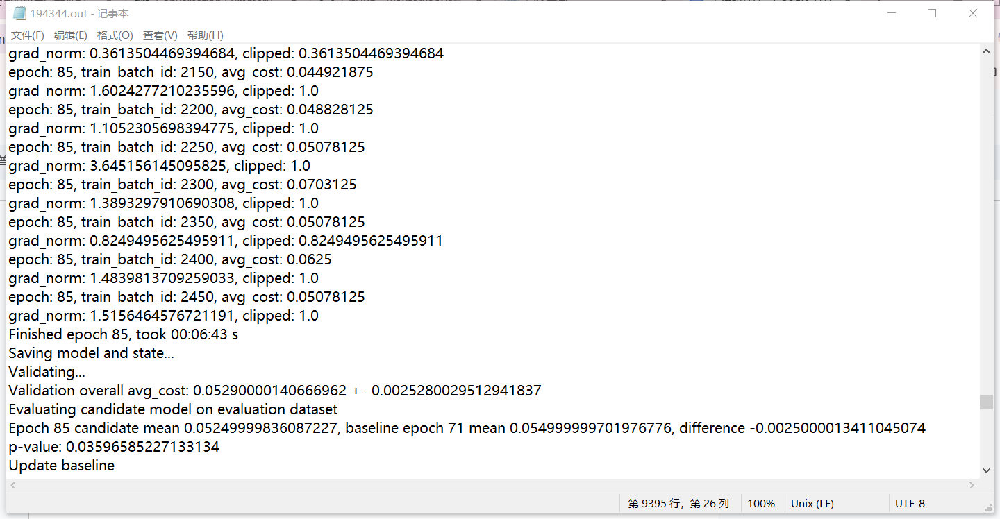 194344.out - 记事本
文件(F) 编辑(E) 格式(O) 查看(V) 帮助(H)
grad_norm: 0.3613504469394684, clipped: 0.3613504469394684
epoch: 85, train_batch_id: 2150, avg_cost: 0.044921875
grad_norm: 1.6024277210235596, clipped: 1.0
epoch: 85, train_batch_id: 2200, avg_cost: 0.048828125
grad_norm: 1.1052305698394775, clipped: 1.0
epoch: 85, train_batch_id: 2250, avg_cost: 0.05078125
grad_norm: 3.645156145095825, clipped: 1.0
epoch: 85, train_batch_id: 2300, avg_cost: 0.0703125
grad_norm: 1.3893297910690308, clipped: 1.0
epoch: 85, train_batch_id: 2350, avg_cost: 0.05078125
grad_norm: 0.8249495625495911, clipped: 0.8249495625495911
epoch: 85, train_batch_id: 2400, avg_cost: 0.0625
grad_norm: 1.4839813709259033, clipped: 1.0
epoch: 85, train_batch_id: 2450, avg_cost: 0.05078125
grad_norm: 1.5156464576721191, clipped: 1.0
Finished epoch 85, took 00:06:43 s
Saving model and state...
Validating...
Validation overall avg_cost: 0.05290000140666962 +- 0.0025280029512941837
Evaluating candidate model on evaluation dataset
Epoch 85 candidate mean 0.05249999836087227, baseline epoch 71 mean 0.054999999701976776, difference -0.0025000013411045074
p-value: 0.03596585227133134
Update baseline
第 9395 行，第 26 列 100% Unix (LF) UTF-8